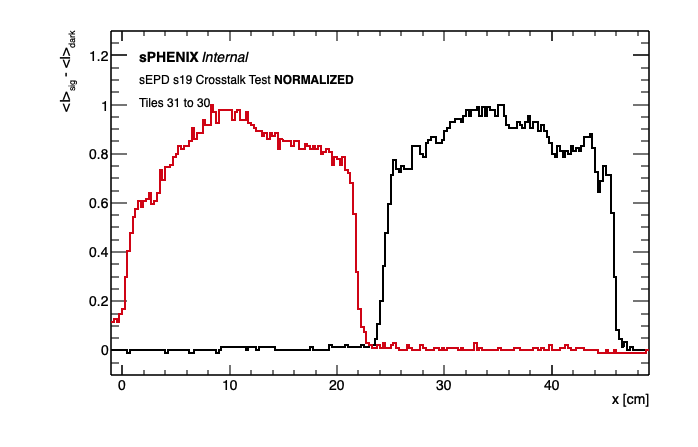 <I>sig - <I>dark
sPHENIX Internal
sEPD s19 Crosstalk Test NORMALIZED
Tiles 31 to 30
1.2
1
0.8
0.6
0.4
0.2
0
0 10 20 30 40
x [cm]